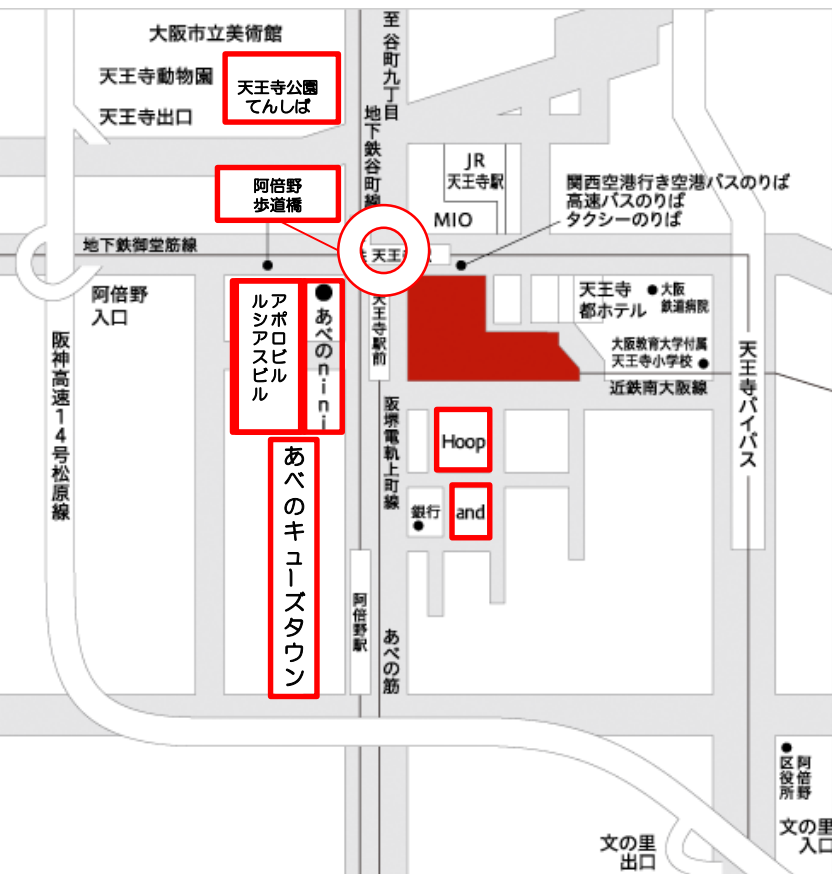 大阪市立美術館
天王寺動物園
天王寺公園
てんしば
天王寺出口
至 谷町九丁目
地下鉄谷町線
JR
天王寺駅
MIO
阿倍野
歩道橋
関西空港行き空港バスのりば
高速バスのりば
タクシーのりば
地下鉄御堂筋線
天王
阿倍野
入口
アポロビル
ルシアスビル
あべのnini
天王寺駅前
天王寺
都ホテル
大阪
鉄道病院
大阪教育大学付属
天王寺小学校
近鉄南大阪線
天王寺バイパス
阪神高速14号松原線
阪堺電軌上町線
Hoop
銀行
and
あべのキューズタウン
阿倍野駅
あべの筋
阿倍野
区役所
文の里
入口
文の里
出口